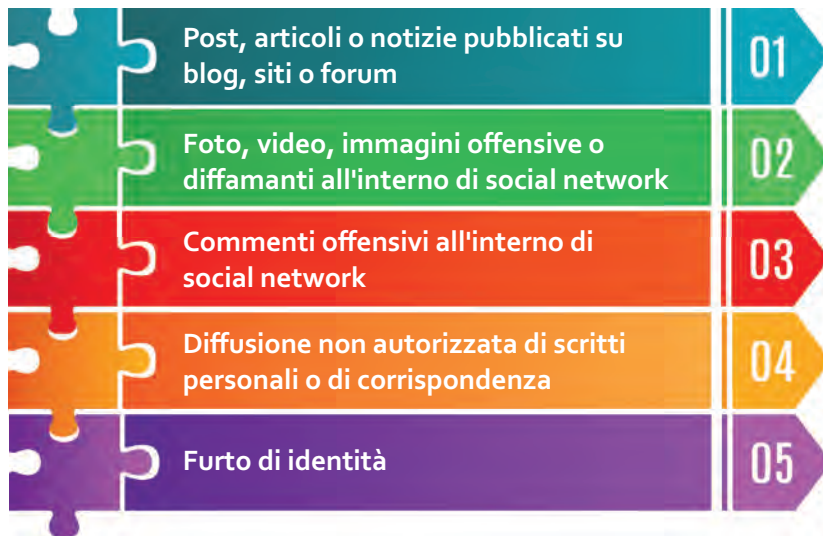 Post, articoli o notizie pubblicati su
blog, siti o forum
01
Foto, video, immagini offensive o
diffamanti all'interno di social network
02
Commenti offensivi all'interno di
social network
03
Diffusione non autorizzata di scritti
personali o di corrispondenza
04
Furto di identità
05